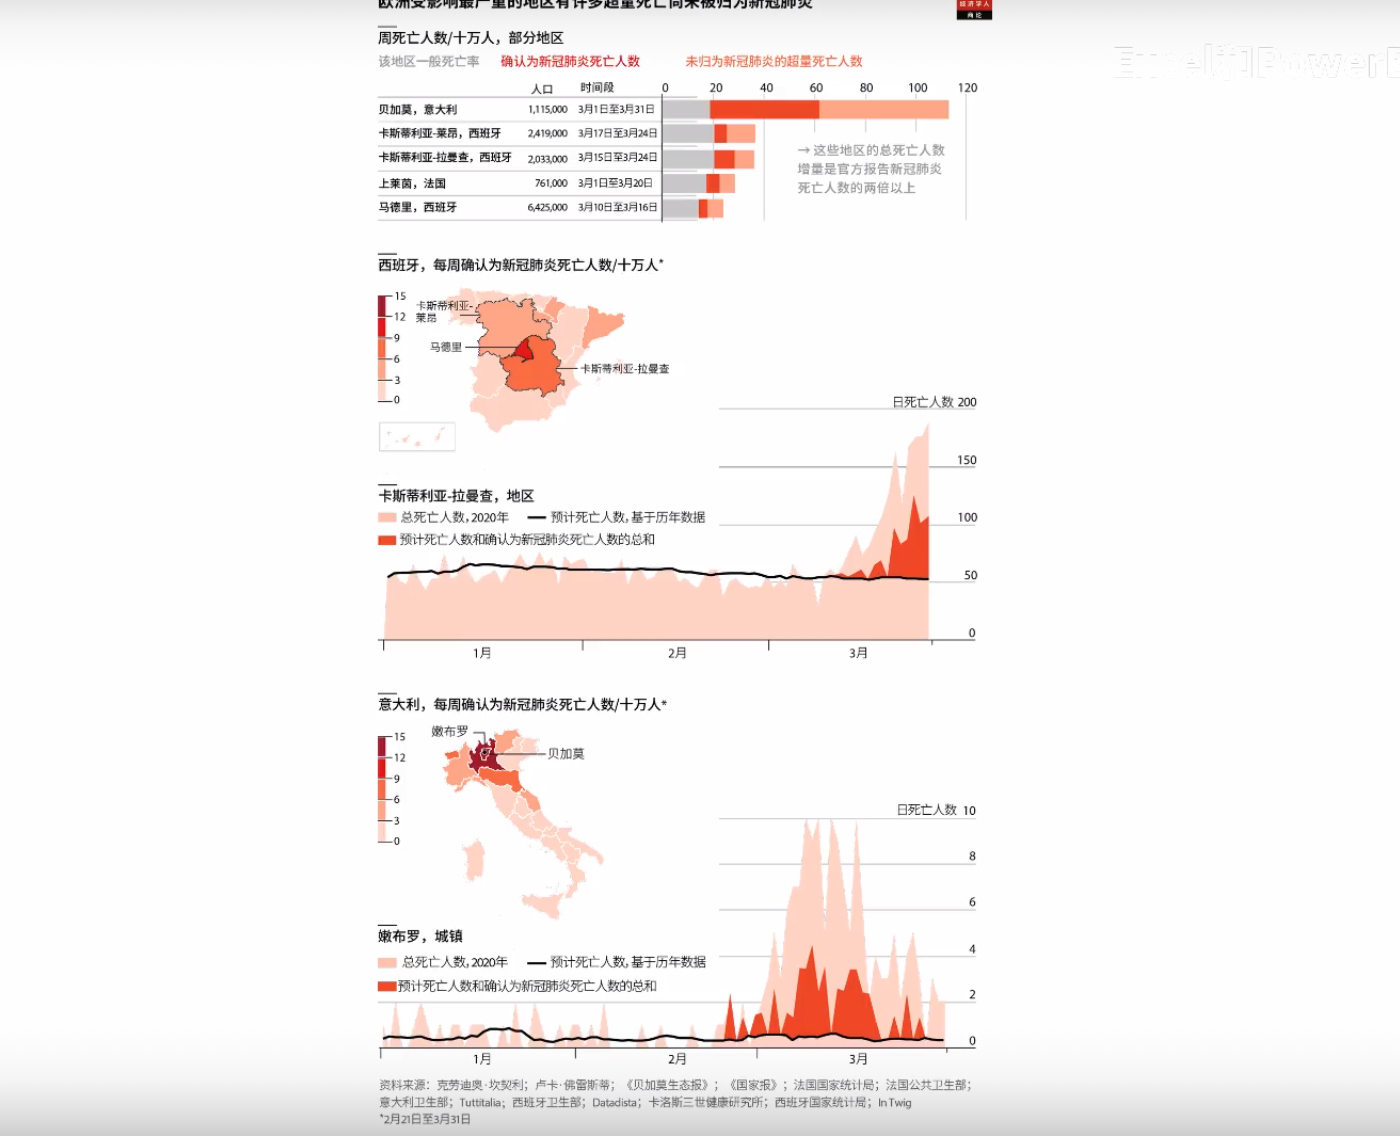 欧洲受影响最严重的地区有许多超量死亡尚未被归为新冠肺炎
经济学人
商论
周死亡人数/十万人，部分地区
该地区一般死亡率 确认为新冠肺炎死亡人数 未归为新冠肺炎的超量死亡人数
人口 时间段 0 20 40 60 80 100 120
贝加莫，意大利 1,115,000 3月1日至3月31日
卡斯蒂利亚-莱昂，西班牙 2,419,000 3月17日至3月24日
卡斯蒂利亚-拉曼查，西班牙 2,033,000 3月15日至3月24日
上莱茵，法国 761,000 3月1日至3月20日
马德里，西班牙 6,425,000 3月10日至3月16日
→ 这些地区的总死亡人数
增量是官方报告新冠肺炎
死亡人数的两倍以上
西班牙，每周确认为新冠肺炎死亡人数/十万人*
15
12
9
6
3
0
卡斯蒂利亚-
莱昂
马德里
卡斯蒂利亚-拉曼查
日死亡人数 200
150
100
50
0
卡斯蒂利亚-拉曼查，地区
总死亡人数, 2020年 预计死亡人数, 基于历年数据
预计死亡人数和确认为新冠肺炎死亡人数的总和
1月 2月 3月
意大利，每周确认为新冠肺炎死亡人数/十万人*
15
12
9
6
3
0
嫩布罗
贝加莫
日死亡人数 10
8
6
4
2
0
嫩布罗，城镇
总死亡人数, 2020年 预计死亡人数, 基于历年数据
预计死亡人数和确认为新冠肺炎死亡人数的总和
1月 2月 3月
资料来源：克劳迪奥·坎契利；卢卡·佛雷斯蒂；《贝加莫生态报》；《国家报》；法国国家统计局；法国公共卫生部；
意大利卫生部；Tuttitalia；西班牙卫生部；Datadista；卡洛斯三世健康研究所；西班牙国家统计局；InTwig
*2月21日至3月31日